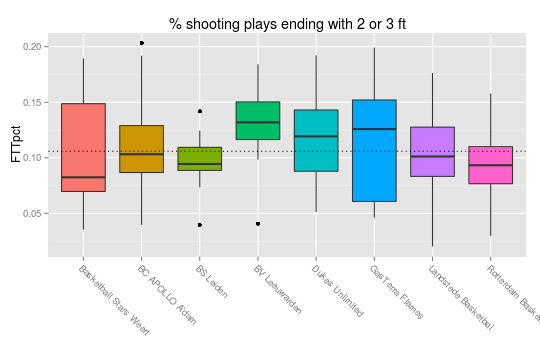 % shooting plays ending with 2 or 3 ft
FTTpct
0.20
0.15
0.10
0.05
Basketball Stars Weert
BC APOLLO A'dam
BS Leiden
BV Leeuwarden
Dukes Unlimited
GasTerra Flames
Landstede Basketbal
Rotterdam Baske